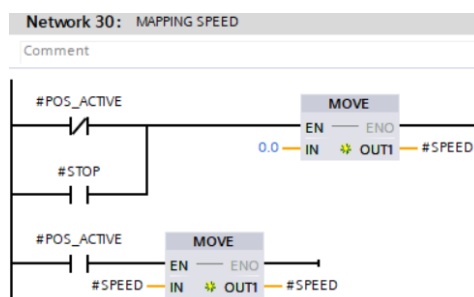 Network 30: MAPPING SPEED
Comment
#POS_ACTIVE
MOVE
EN ENO
0.0 IN OUT1 #SPEED
#STOP
#POS_ACTIVE
MOVE
EN ENO
#SPEED IN OUT1 #SPEED